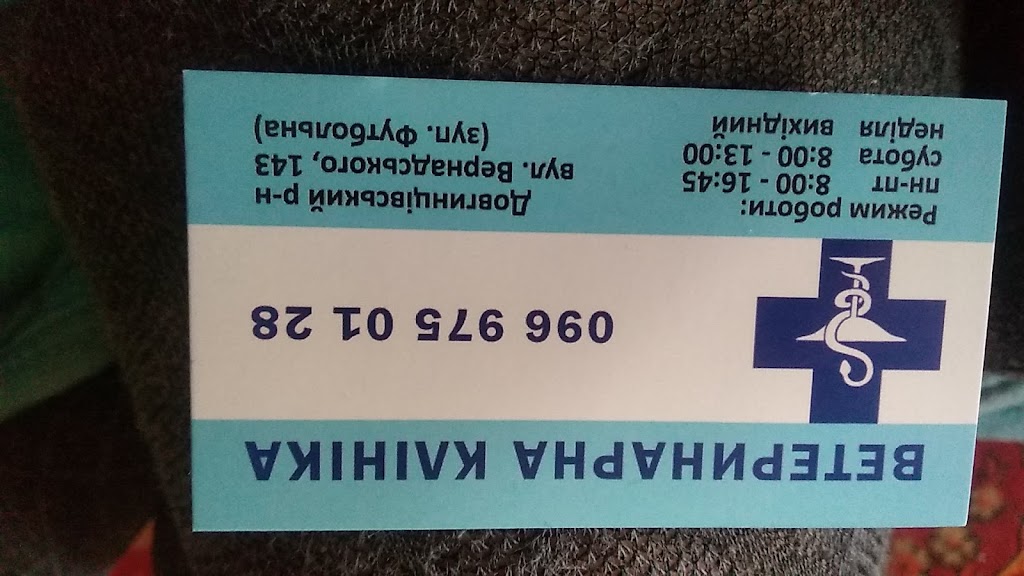 ВЕТЕРИНАРНА КЛІНІКА
096 975 01 28
Режим роботи:
пн-пт 8:00 - 16:45
субота 8:00 - 13:00
неділя вихідний
Довгинцівський р-н
вул. Вернадського, 143
(зуп. Футбольна)